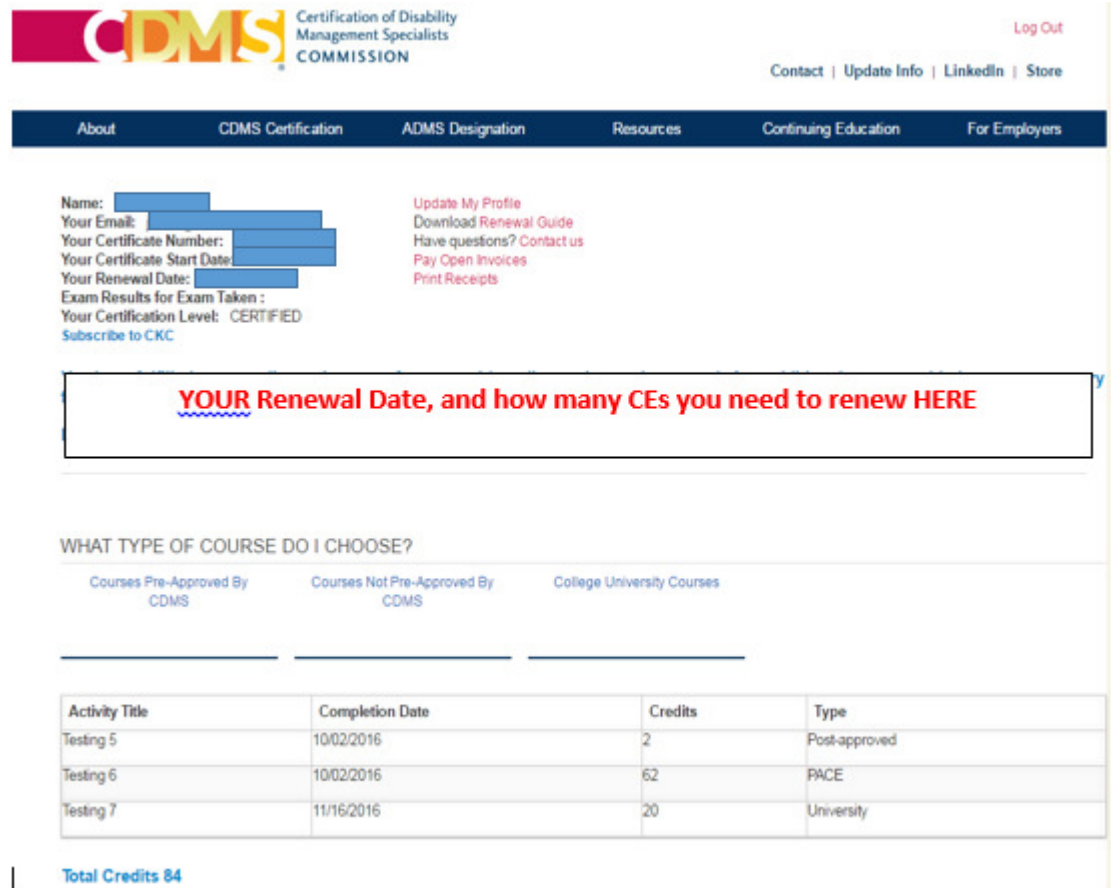 CDMS
Certification of Disability
Management Specialists
COMMISSION
Log Out
Contact | Update Info | LinkedIn | Store
About CDMS Certification ADMS Designation Resources Continuing Education For Employers
Name:
Your Email:
Your Certificate Number:
Your Certificate Start Date:
Your Renewal Date:
Exam Results for Exam Taken :
Your Certification Level: CERTIFIED
Subscribe to CKC
Update My Profile
Download Renewal Guide
Have questions? Contact us
Pay Open Invoices
Print Receipts
YOUR Renewal Date, and how many CEs you need to renew HERE
WHAT TYPE OF COURSE DO I CHOOSE?
Courses Pre-Approved By
CDMS
Courses Not Pre-Approved By
CDMS
College University Courses
Activity Title Completion Date Credits Type
Testing 5 10/02/2016 2 Post-approved
Testing 6 10/02/2016 62 PACE
Testing 7 11/16/2016 20 University
Total Credits 84